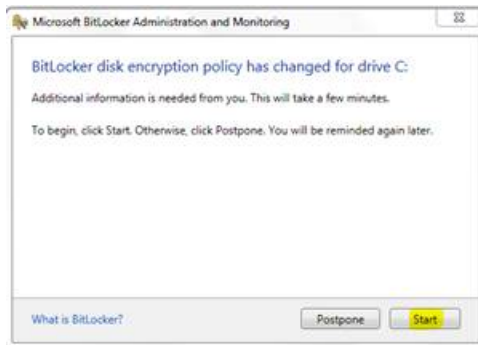 Microsoft BitLocker Administration and Monitoring
BitLocker disk encryption policy has changed for drive C:
Additional information is needed from you. This will take a few minutes.
To begin, click Start. Otherwise, click Postpone. You will be reminded again later.
What is BitLocker?
Postpone
Start